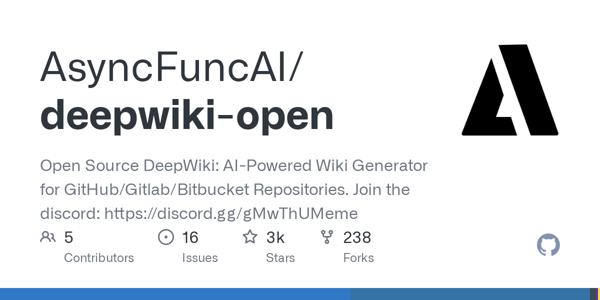 AsyncFuncAI/
deepwiki-open
Open Source DeepWiki: AI-Powered Wiki Generator
for GitHub/Gitlab/Bitbucket Repositories. Join the
discord: https://discord.gg/gMwThUMeme
5 16 3k 238
Contributors Issues Stars Forks